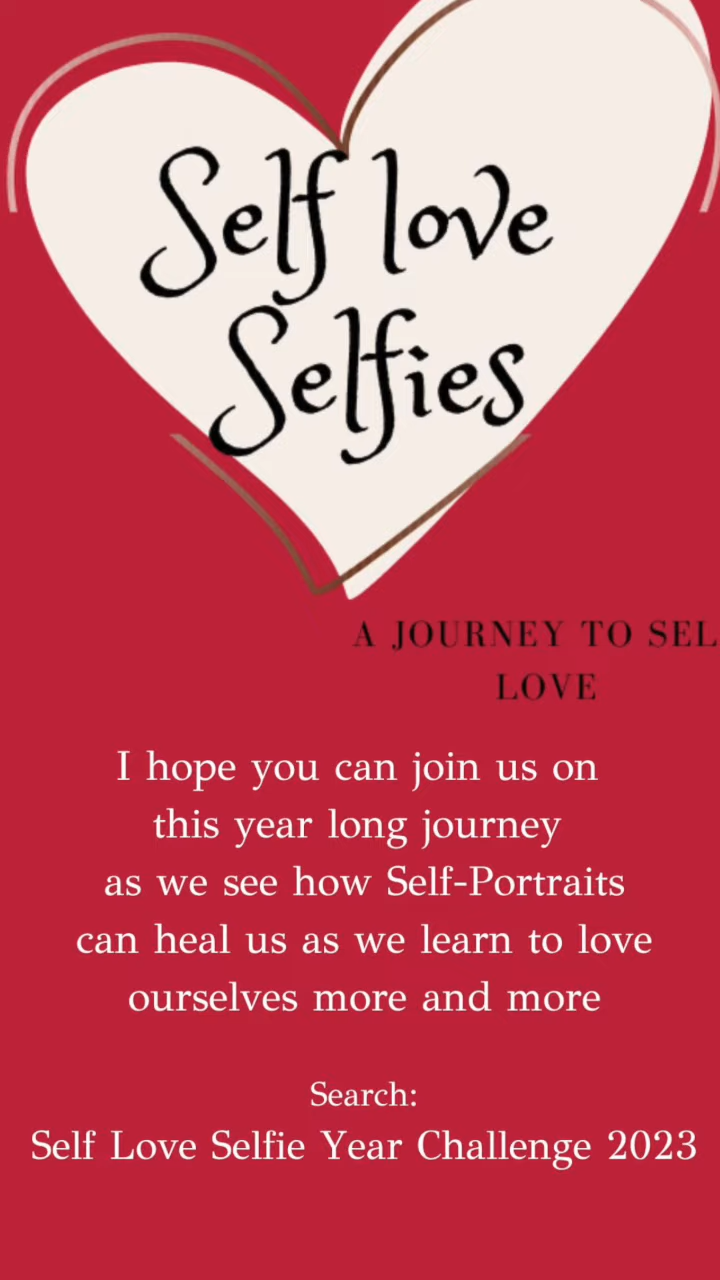 Self love
Selfies
A JOURNEY TO SEL
LOVE
I hope you can join us on
this year long journey
as we see how Self-Portraits
can heal us as we learn to love
ourselves more and more
Search:
Self Love Selfie Year Challenge 2023